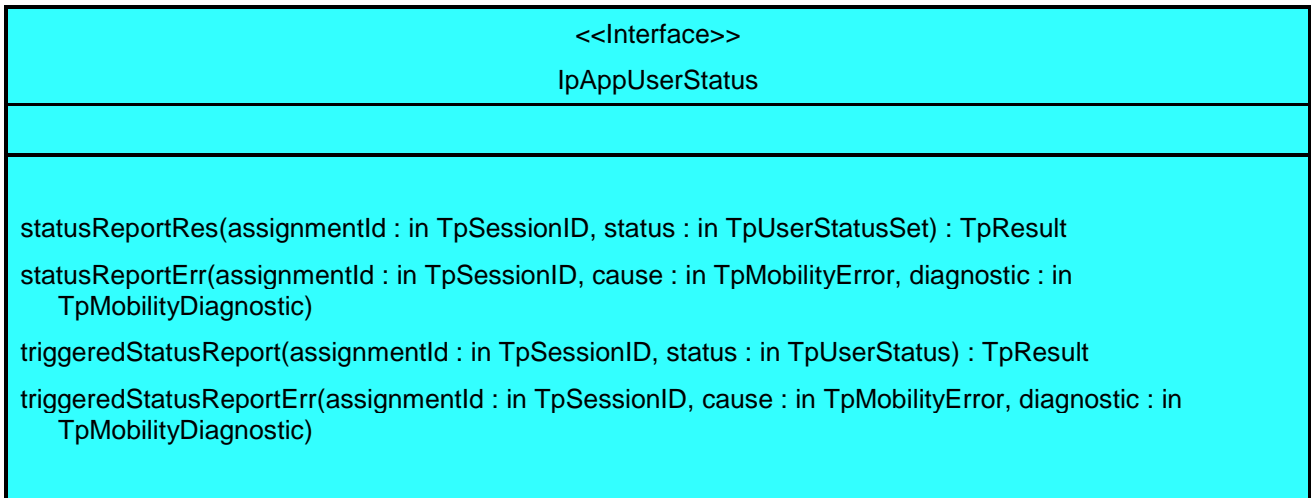 <<Interface>>
IpAppUserStatus
statusReportRes(assignmentId : in TpSessionID, status : in TpUserStatusSet) : TpResult
statusReportErr(assignmentId : in TpSessionID, cause : in TpMobilityError, diagnostic : in
TpMobilityDiagnostic)
triggeredStatusReport(assignmentId : in TpSessionID, status : in TpUserStatus) : TpResult
triggeredStatusReportErr(assignmentId : in TpSessionID, cause : in TpMobilityError, diagnostic : in
TpMobilityDiagnostic)